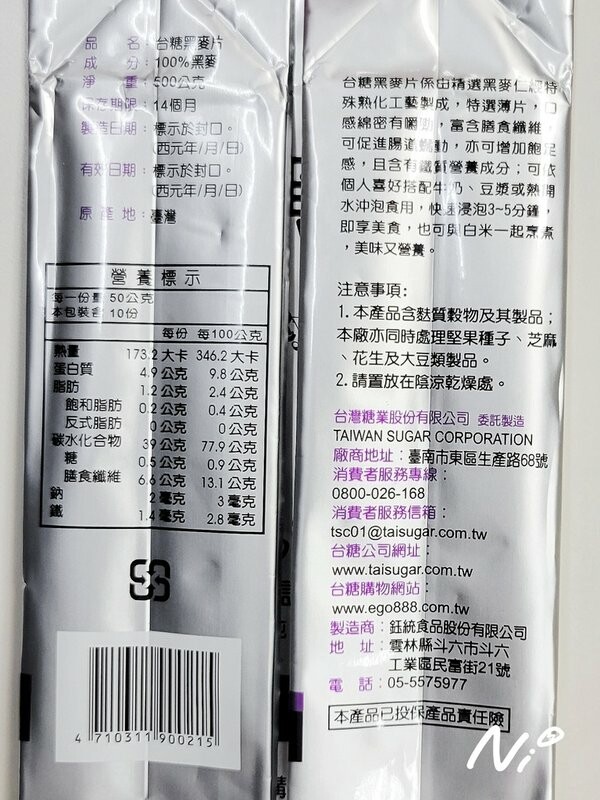 品　名：台糖黑麥片
成　分：100%黑麥
淨　重：500公克
保存期限：14個月
製造日期：標示於封口。
(西元年/月/日)
有效日期：標示於封口。
(西元年/月/日)
原產地：臺灣
營養標示
每一份量 50公克
本包裝含 10份
每份 每100公克
熱量 173.2大卡 346.2大卡
蛋白質 4.9公克 9.8公克
脂肪 1.2公克 2.4公克
飽和脂肪 0.2公克 0.4公克
反式脂肪 0公克 0公克
碳水化合物 39公克 77.9公克
糖 0.5公克 0.9公克
膳食纖維 6.6公克 13.1公克
鈉 2毫克 3毫克
鐵 1.4毫克 2.8毫克
4 710311 900215
台糖黑麥片係由精選黑麥仁經特
殊熟化工藝製成，特選薄片，口
感綿密有嚼勁，富含膳食纖維，
可促進腸道蠕動，亦可增加飽足
感，且含有鐵質營養成分；可依
個人喜好搭配牛奶、豆漿或熱開
水沖泡食用，快速浸泡3~5分鐘，
即享美食，也可與白米一起烹煮
，美味又營養。
注意事項：
1.本產品含麩質穀物及其製品；
本廠亦同時處理堅果種子、芝麻
、花生及大豆類製品。
2.請置放在陰涼乾燥處。
台灣糖業股份有限公司 委託製造
TAIWAN SUGAR CORPORATION
廠商地址：臺南市東區生產路68號
消費者服務專線：
0800-026-168
消費者服務信箱：
tsc01@taisugar.com.tw
台糖公司網址：
www.taisugar.com.tw
台糖購物網站：
www.ego888.com.tw
製造商：鈺統食品股份有限公司
地　址：雲林縣斗六市斗六
工業區民富街21號
電　話：05-5575977
本產品已投保產品責任險
Nio